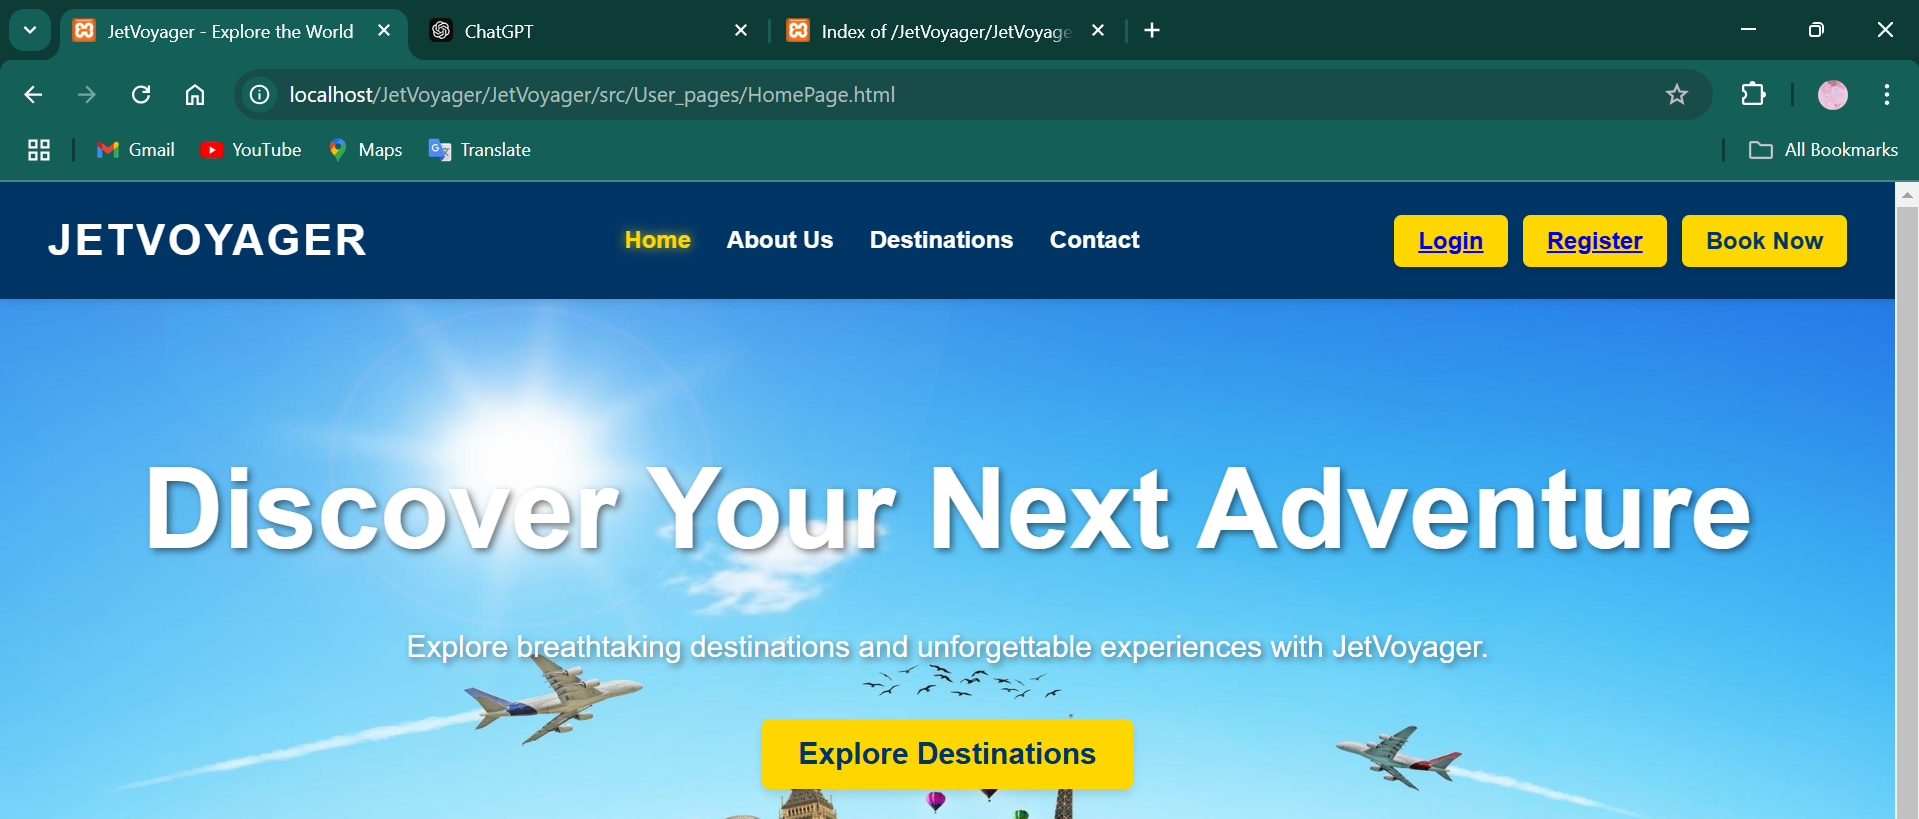 JetVoyager - Explore the World
ChatGPT
Index of /JetVoyager/JetVoyage
localhost/JetVoyager/JetVoyager/src/User_pages/HomePage.html
Gmail
YouTube
Maps
Translate
All Bookmarks
JETVOYAGER
Home
About Us
Destinations
Contact
Login
Register
Book Now
Discover Your Next Adventure
Explore breathtaking destinations and unforgettable experiences with JetVoyager.
Explore Destinations